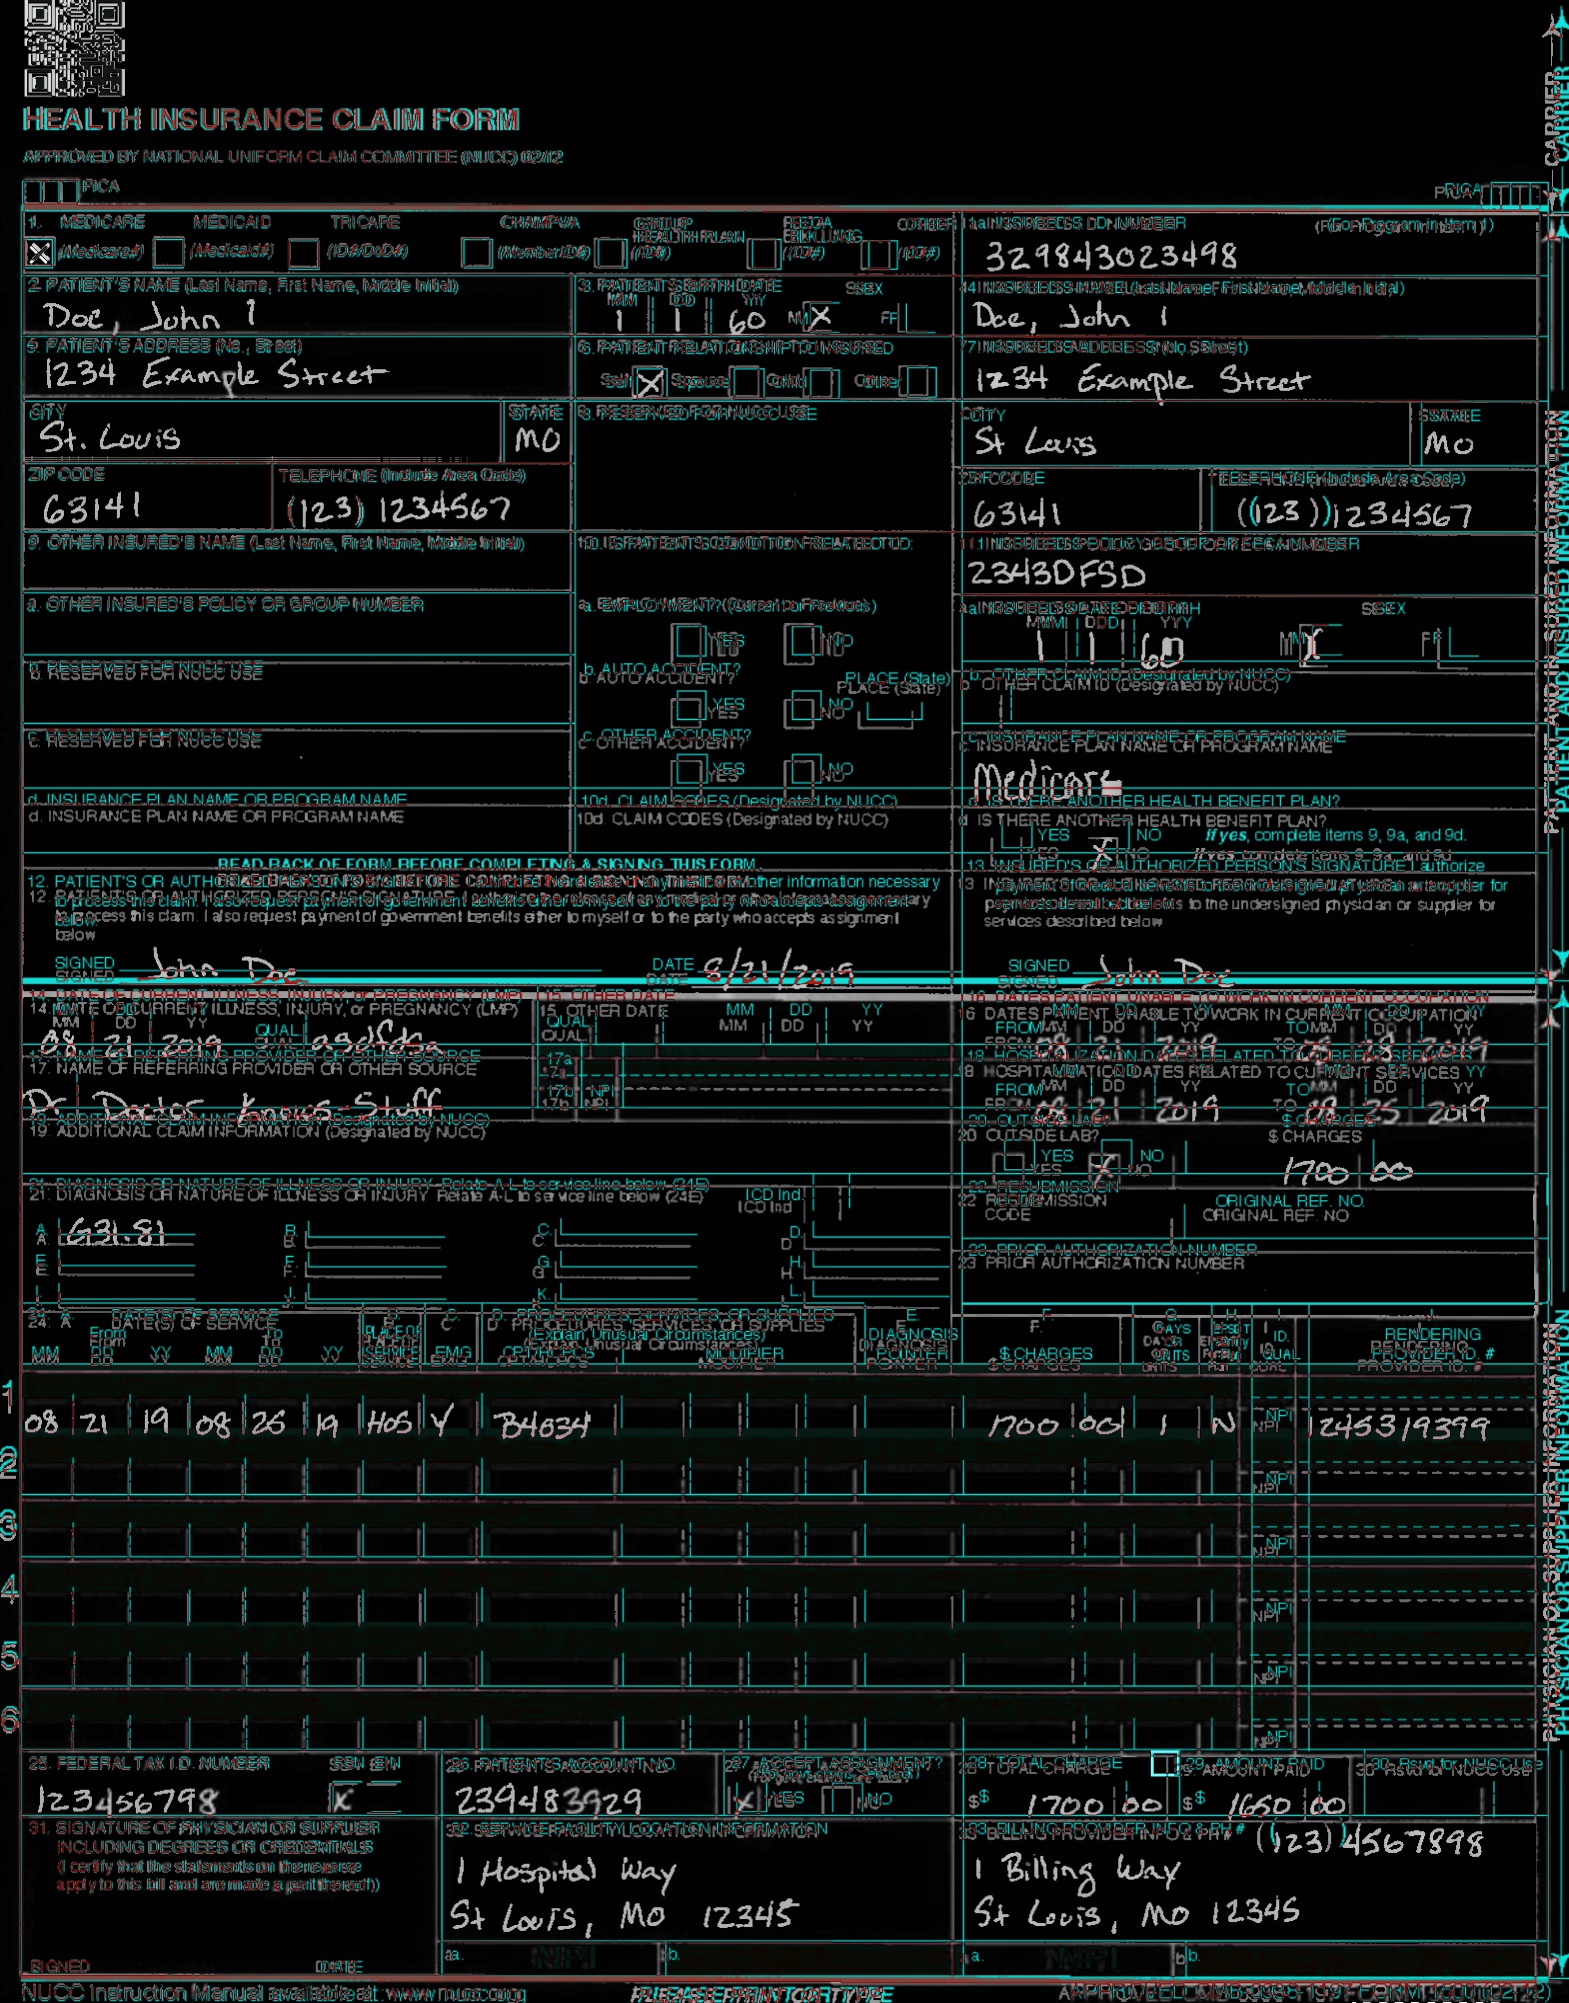 HEALTH INSURANCE CLAIM FORM
APPROVED BY NATIONAL UNIFORM CLAIM COMMITTEE (NUCC) 02/12
PICA
PICA
CARRIER
1. MEDICARE MEDICAID TRICARE CHAMPVA GROUP HEALTH PLAN FECA BLK LUNG OTHER
(Medicare#) (Medicaid#) (ID#/DoD#) (Member ID#) (ID#) (ID#) (ID#)
1a. INSURED'S I.D. NUMBER (For Program in Item 1)
329843023498
2. PATIENT'S NAME (Last Name, First Name, Middle Initial)
Doe, John I
3. PATIENT'S BIRTH DATE SEX
MM DD YY
1 1 60 M X F
4. INSURED'S NAME (Last Name, First Name, Middle Initial)
Doe, John I
5. PATIENT'S ADDRESS (No., Street)
1234 Example Street
6. PATIENT RELATIONSHIP TO INSURED
Self X Spouse Child Other
7. INSURED'S ADDRESS (No., Street)
1234 Example Street
CITY STATE
St. Louis MO
8. RESERVED FOR NUCC USE
CITY STATE
St Louis MO
ZIP CODE TELEPHONE (Include Area Code)
63141 (123) 1234567
ZIP CODE TELEPHONE (Include Area Code)
63141 (123) 1234567
9. OTHER INSURED'S NAME (Last Name, First Name, Middle Initial)
10. IS PATIENT'S CONDITION RELATED TO:
11. INSURED'S POLICY GROUP OR FECA NUMBER
2343DFSD
a. OTHER INSURED'S POLICY OR GROUP NUMBER
a. EMPLOYMENT? (Current or Previous)
YES NO
a. INSURED'S DATE OF BIRTH SEX
MM DD YY
1 1 60 M X F
b. RESERVED FOR NUCC USE
b. AUTO ACCIDENT? PLACE (State)
YES NO
b. OTHER CLAIM ID (Designated by NUCC)
c. RESERVED FOR NUCC USE
c. OTHER ACCIDENT?
YES NO
c. INSURANCE PLAN NAME OR PROGRAM NAME
Medicare
d. INSURANCE PLAN NAME OR PROGRAM NAME
10d. CLAIM CODES (Designated by NUCC)
d. IS THERE ANOTHER HEALTH BENEFIT PLAN?
YES X NO If yes, complete items 9, 9a, and 9d.
PATIENT AND INSURED INFORMATION
READ BACK OF FORM BEFORE COMPLETING & SIGNING THIS FORM.
12. PATIENT'S OR AUTHORIZED PERSON'S SIGNATURE I authorize the release of any medical or other information necessary
to process this claim. I also request payment of government benefits either to myself or to the party who accepts assignment
below.
SIGNED John Doe DATE 8/21/2019
13. INSURED'S OR AUTHORIZED PERSON'S SIGNATURE I authorize
payment of medical benefits to the undersigned physician or supplier for
services described below.
SIGNED John Doe
14. DATE OF CURRENT ILLNESS, INJURY, or PREGNANCY (LMP)
MM DD YY
08 21 2019 QUAL. asdfdsa
15. OTHER DATE
QUAL. MM DD YY
16. DATES PATIENT UNABLE TO WORK IN CURRENT OCCUPATION
MM DD YY MM DD YY
FROM 08 21 2019 TO 08 28 2019
17. NAME OF REFERRING PROVIDER OR OTHER SOURCE
Dr Doctor Knows-Stuff
17a.
17b. NPI
18. HOSPITALIZATION DATES RELATED TO CURRENT SERVICES
MM DD YY MM DD YY
FROM 08 21 2019 TO 08 25 2019
19. ADDITIONAL CLAIM INFORMATION (Designated by NUCC)
20. OUTSIDE LAB? $ CHARGES
YES X NO 1700 00
21. DIAGNOSIS OR NATURE OF ILLNESS OR INJURY Relate A-L to service line below (24E) ICD Ind.
A. G31.81 B. C. D.
E. F. G. H.
I. J. K. L.
22. RESUBMISSION CODE ORIGINAL REF. NO.
23. PRIOR AUTHORIZATION NUMBER
24. A. DATE(S) OF SERVICE B. C. D. PROCEDURES, SERVICES, OR SUPPLIES E. F. G. H. I. J.
From To PLACE OF SERVICE EMG (Explain Unusual Circumstances) DIAGNOSIS POINTER $ CHARGES DAYS OR UNITS EPSDT Family Plan ID. QUAL. RENDERING PROVIDER ID. #
MM DD YY MM DD YY CPT/HCPCS MODIFIER
1 08 21 19 08 25 19 HOS Y B4034 1700 00 1 N NPI 1245319399
2 NPI
3 NPI
4 NPI
5 NPI
6 NPI
PHYSICIAN OR SUPPLIER INFORMATION
25. FEDERAL TAX I.D. NUMBER SSN EIN
123456798 X
26. PATIENT'S ACCOUNT NO.
239483929
27. ACCEPT ASSIGNMENT?
(For govt. claims, see back)
X YES NO
28. TOTAL CHARGE
$ 1700 00
29. AMOUNT PAID
$ 1650 00
30. Rsvd for NUCC Use
31. SIGNATURE OF PHYSICIAN OR SUPPLIER
INCLUDING DEGREES OR CREDENTIALS
(I certify that the statements on the reverse
apply to this bill and are made a part thereof.)
SIGNED DATE
32. SERVICE FACILITY LOCATION INFORMATION
1 Hospital Way
St Louis, MO 12345
a. NPI b.
33. BILLING PROVIDER INFO & PH # (123) 4567898
1 Billing Way
St Louis, MO 12345
a. NPI b.
NUCC Instruction Manual available at: www.nucc.org
PLEASE PRINT OR TYPE